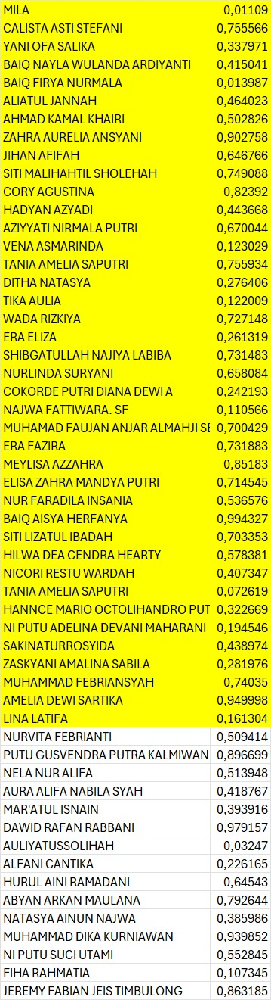 MILA 0,01109
CALISTA ASTI STEFANI 0,755566
YANI OFA SALIKA 0,337971
BAIQ NAYLA WULANDA ARDIYANTI 0,415041
BAIQ FIRYA NURMALA 0,013987
ALIATUL JANNAH 0,464023
AHMAD KAMAL KHAIRI 0,502826
ZAHRA AURELIA ANSYANI 0,902758
JIHAN AFIFAH 0,646766
SITI MALIHAHTIL SHOLEHAH 0,749088
CORY AGUSTINA 0,82392
HADYAN AZYADI 0,443668
AZIYYATI NIRMALA PUTRI 0,670044
VENA ASMARINDA 0,123029
TANIA AMELIA SAPUTRI 0,755934
DITHA NATASYA 0,276406
TIKA AULIA 0,122009
WADA RIZKIYA 0,727148
ERA ELIZA 0,261319
SHIBGATULLAH NAJIYA LABIBA 0,731483
NURLINDA SURYANI 0,658084
COKORDE PUTRI DIANA DEWI A 0,242193
NAJWA FATTIWARA. SF 0,110566
MUHAMAD FAUJAN ANJAR ALMAHJI SE 0,700429
ERA FAZIRA 0,731883
MEYLISA AZZAHRA 0,85183
ELISA ZAHRA MANDYA PUTRI 0,714545
NUR FARADILA INSANIA 0,536576
BAIQ AISYA HERFANYA 0,994327
SITI LIZATUL IBADAH 0,703353
HILWA DEA CENDRA HEARTY 0,578381
NICORI RESTU WARDAH 0,407347
TANIA AMELIA SAPUTRI 0,072619
HANNCE MARIO OCTOLIHANDRO PUT 0,322669
NI PUTU ADELINA DEVANI MAHARANI 0,194546
SAKINATURROSYIDA 0,438974
ZASKYANI AMALINA SABILA 0,281976
MUHAMMAD FEBRIANSYAH 0,74035
AMELIA DEWI SARTIKA 0,949998
LINA LATIFA 0,161304
NURVITA FEBRIANTI 0,509414
PUTU GUSVENDRA PUTRA KALMIWAN 0,896699
NELA NUR ALIFA 0,513948
AURA ALIFA NABILA SYAH 0,418767
MAR'ATUL ISNAIN 0,393916
DAWID RAFAN RABBANI 0,979157
AULIYATUSSOLIHAH 0,03247
ALFANI CANTIKA 0,226165
HURUL AINI RAMADANI 0,64543
ABYAN ARKAN MAULANA 0,792644
NATASYA AINUN NAJWA 0,385986
MUHAMMAD DIKA KURNIAWAN 0,939852
NI PUTU SUCI UTAMI 0,552845
FIHA RAHMATIA 0,107345
JEREMY FABIAN JEIS TIMBULONG 0,863185